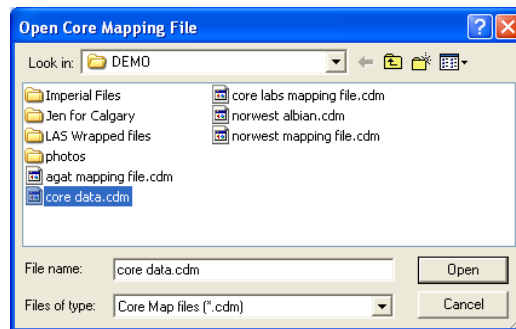 Open Core Mapping File
Look in: DEMO
Imperial Files
Jen for Calgary
LAS Wrapped files
photos
agat mapping file.cdm
core data.cdm
core labs mapping file.cdm
norwest albian.cdm
norwest mapping file.cdm
File name: core data.cdm Open
Files of type: Core Map files (*.cdm) Cancel